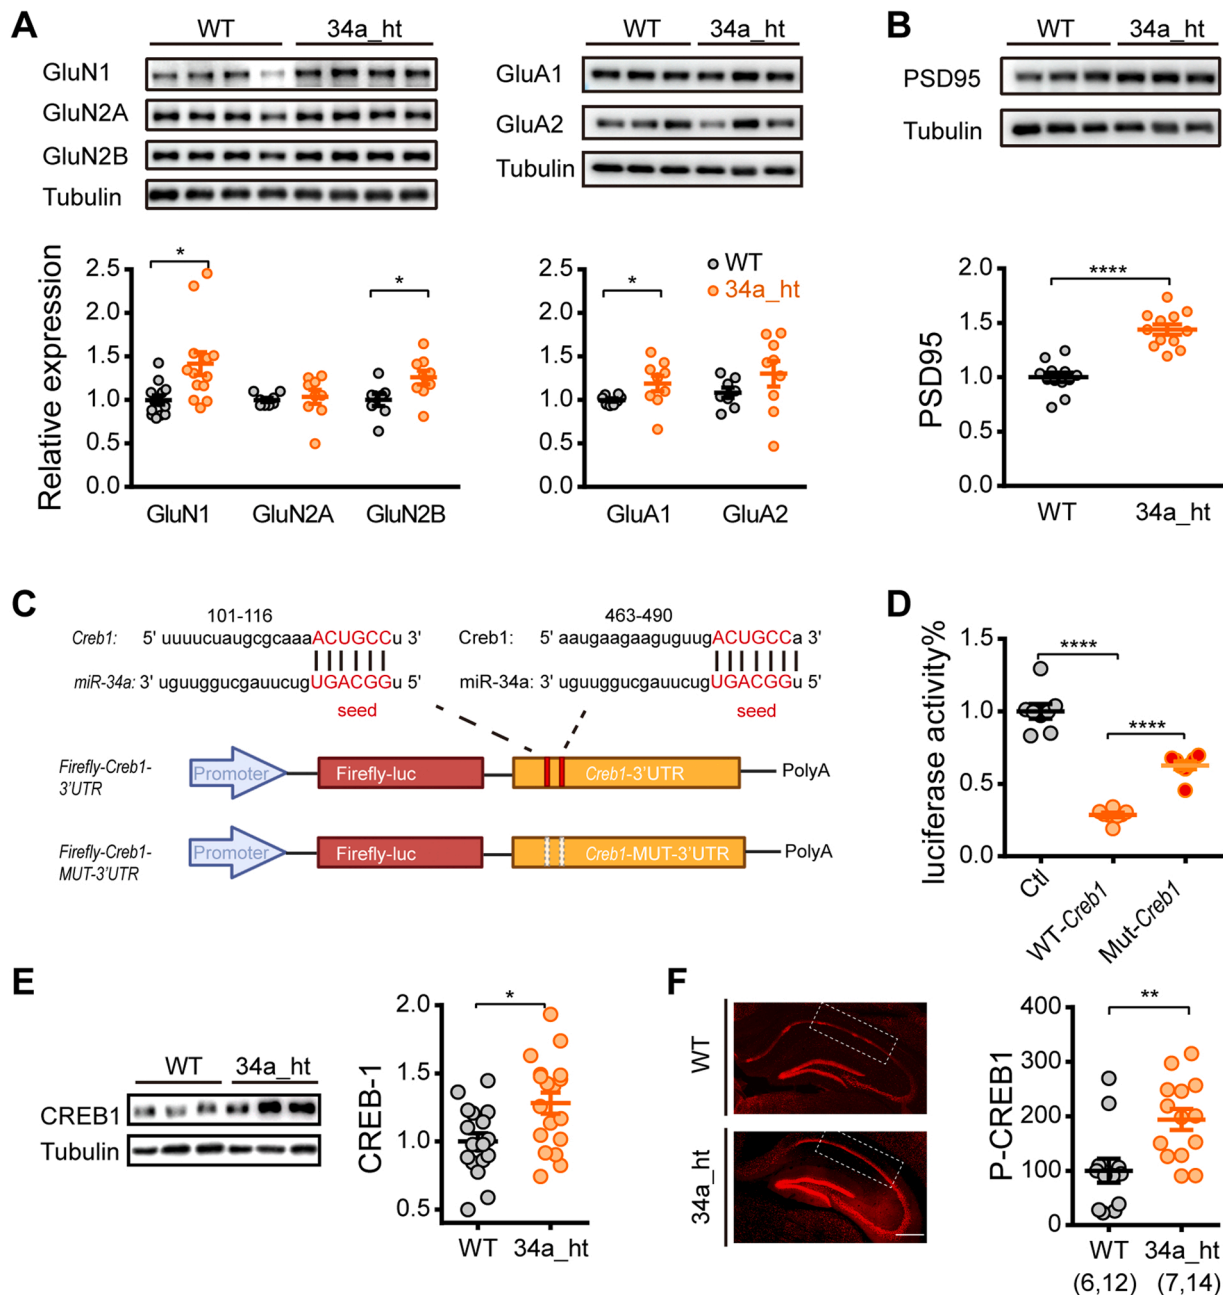 A
WT 34a_ht
GluN1
GluN2A
GluN2B
Tubulin
WT 34a_ht
GluA1
GluA2
Tubulin
B
WT 34a_ht
PSD95
Tubulin
Relative expression
2.5
2.0
1.5
1.0
0.5
0.0
*
*
GluN1 GluN2A GluN2B
2.5
2.0
1.5
1.0
0.5
0.0
*
WT
34a_ht
GluA1 GluA2
PSD95
2.0
1.5
1.0
0.5
0.0
****
WT 34a_ht
C
101-116
Creb1: 5' uuuucuaugcgcaaaACUGCCu 3'
miR-34a: 3' uguuggucgauucugUGACGGu 5'
seed
463-490
Creb1: 5' aaugaagaaguguugACUGCCa 3'
miR-34a: 3' uguuggucgauucugUGACGGu 5'
seed
Firefly-Creb1-
3'UTR
Promoter Firefly-luc Creb1-3'UTR PolyA
Firefly-Creb1-
MUT-3'UTR
Promoter Firefly-luc Creb1-MUT-3'UTR PolyA
D
luciferase activity%
1.5
1.0
0.5
0.0
****
****
Ctl
WT-Creb1
Mut-Creb1
E
WT 34a_ht
CREB1
Tubulin
CREB-1
2.0
1.5
1.0
0.5
*
WT 34a_ht
F
WT
34a_ht
P-CREB1
400
300
200
100
0
**
WT 34a_ht
(6,12) (7,14)